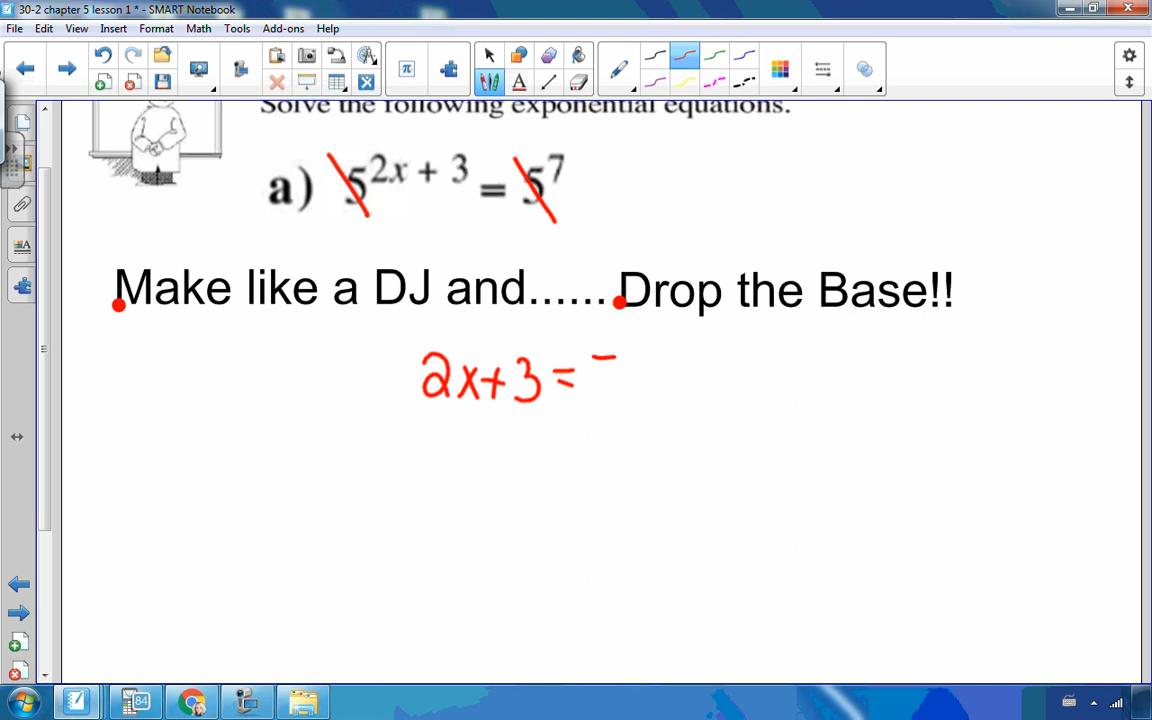 30-2 chapter 5 lesson 1 * - SMART Notebook
File Edit View Insert Format Math Tools Add-ons Help
π A
Solve the following exponential equations.
a) 5^{2x + 3} = 5^7
Make like a DJ and...... Drop the Base!!
2x+3 =
84